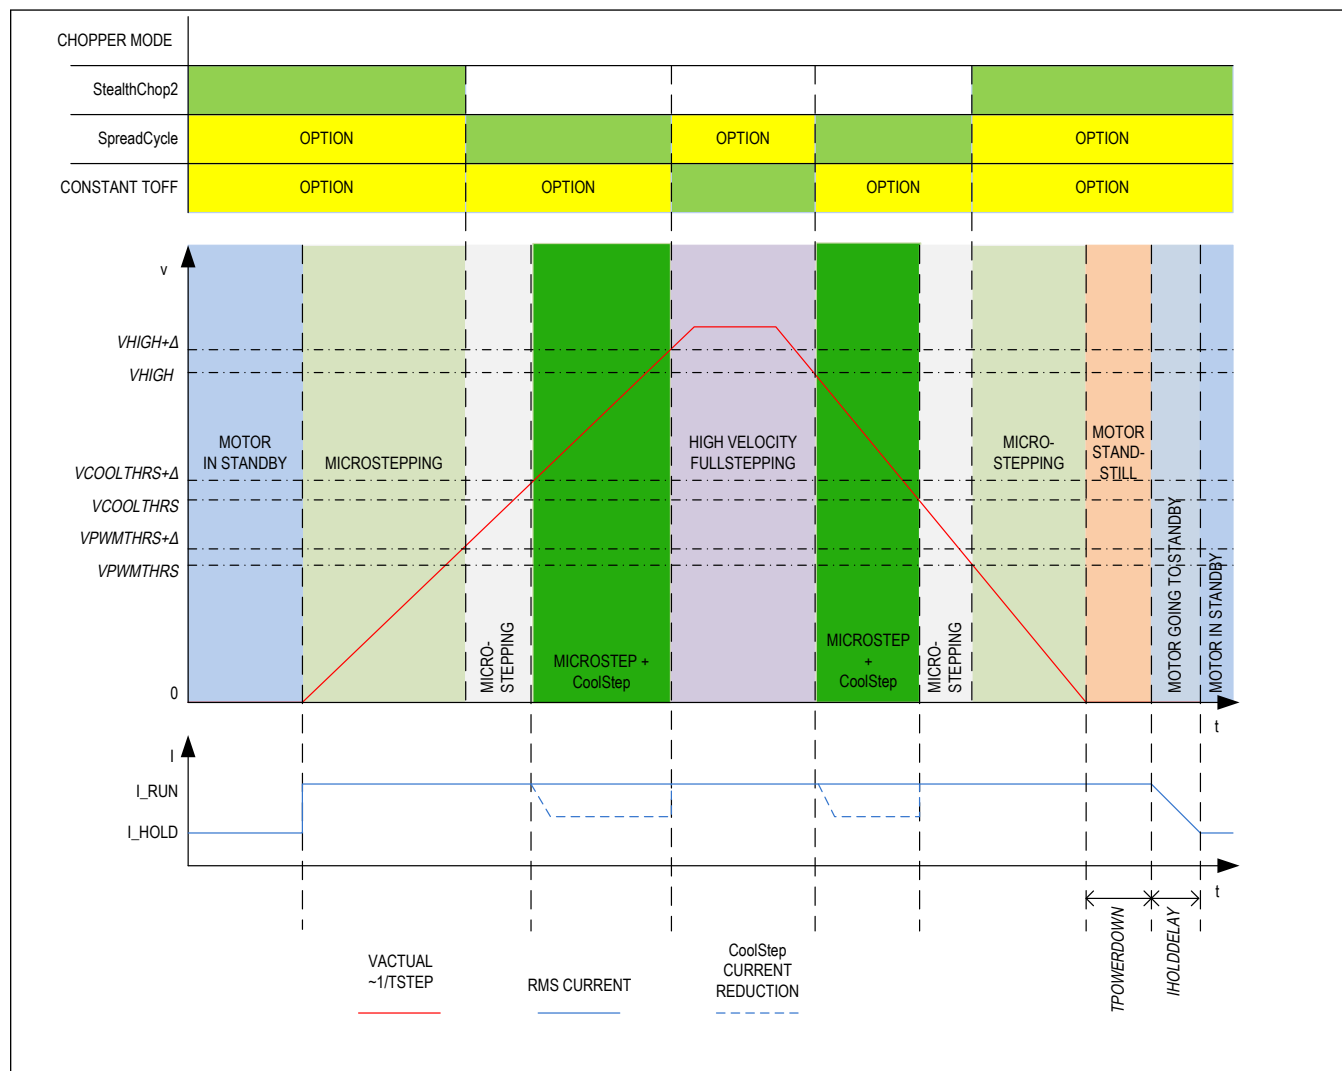 CHOPPER MODE
StealthChop2
SpreadCycle
OPTION
OPTION
OPTION
CONSTANT TOFF
OPTION
OPTION
OPTION
OPTION
v
VHIGH+Δ
VHIGH
VCOOLTHRS+Δ
VCOOLTHRS
VPWMTHRS+Δ
VPWMTHRS
0
MOTOR
IN STANDBY
MICROSTEPPING
MICRO-
STEPPING
MICROSTEP +
CoolStep
HIGH VELOCITY
FULLSTEPPING
MICROSTEP
+
CoolStep
MICRO-
STEPPING
MICRO-
STEPPING
MOTOR
STAND-
STILL
MOTOR GOING TO STANDBY
MOTOR IN STANDBY
t
I
I_RUN
I_HOLD
t
TPOWERDOWN
IHOLDDELAY
VACTUAL
~1/TSTEP
RMS CURRENT
CoolStep
CURRENT
REDUCTION